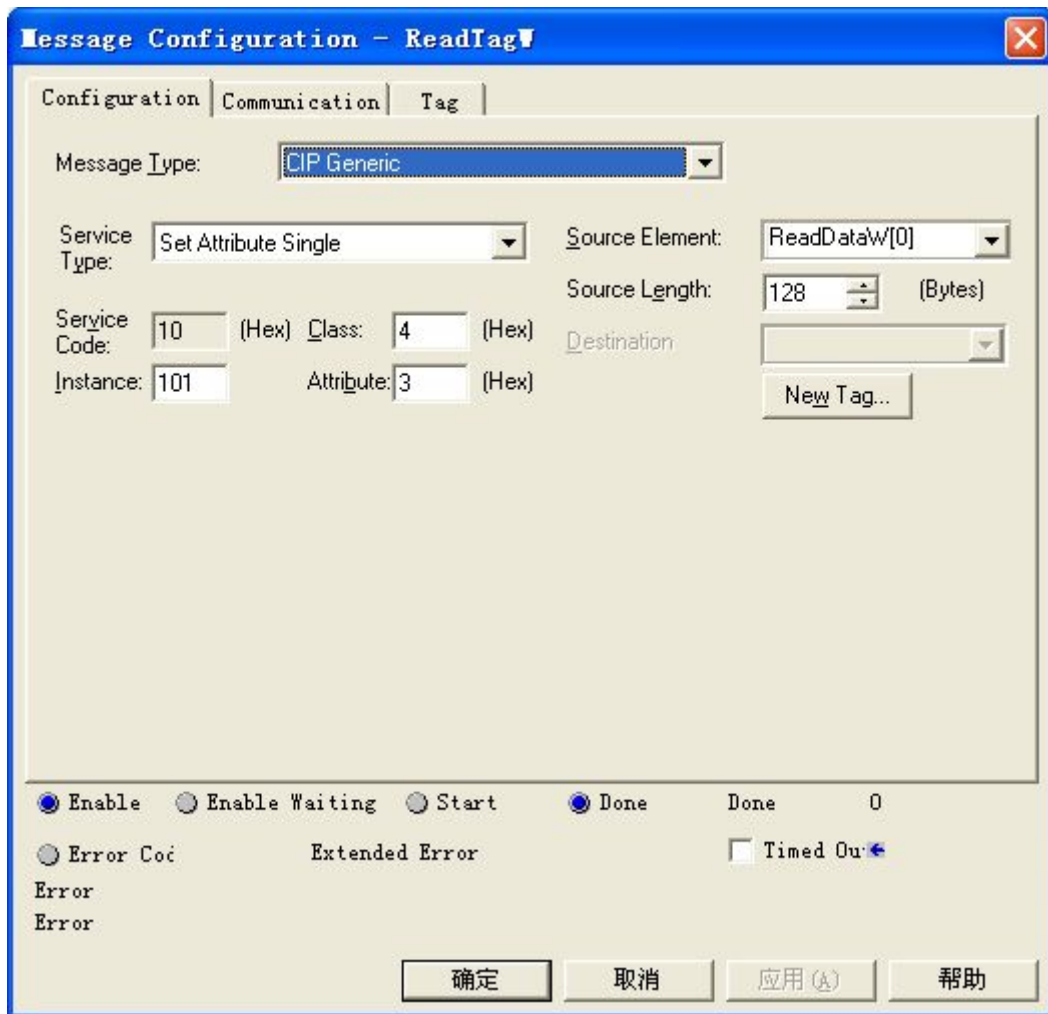 Message Configuration - ReadTagW
Configuration Communication Tag
Message Type: CIP Generic
Service Type: Set Attribute Single
Source Element: ReadDataW[0]
Source Length: 128 (Bytes)
Service Code: 10 (Hex) Class: 4 (Hex)
Destination
Instance: 101 Attribute: 3 (Hex)
New Tag...
Enable Enable Waiting Start Done Done 0
Error Cod Extended Error Timed Ou
Error
Error
确定 取消 应用(A) 帮助